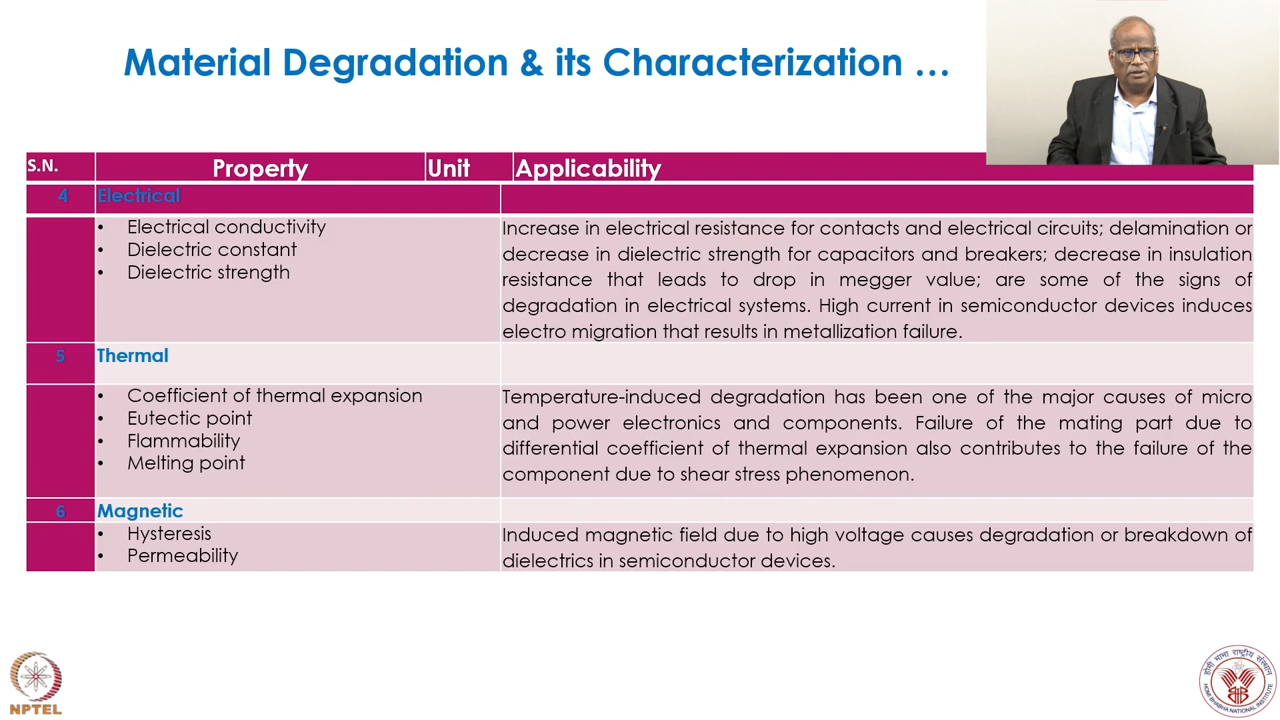 Material Degradation & its Characterization ...
S.N. Property Unit Applicability
4 Electrical
• Electrical conductivity
• Dielectric constant
• Dielectric strength
Increase in electrical resistance for contacts and electrical circuits; delamination or
decrease in dielectric strength for capacitors and breakers; decrease in insulation
resistance that leads to drop in megger value; are some of the signs of
degradation in electrical systems. High current in semiconductor devices induces
electro migration that results in metallization failure.
5 Thermal
• Coefficient of thermal expansion
• Eutectic point
• Flammability
• Melting point
Temperature-induced degradation has been one of the major causes of micro
and power electronics and components. Failure of the mating part due to
differential coefficient of thermal expansion also contributes to the failure of the
component due to shear stress phenomenon.
6 Magnetic
• Hysteresis
• Permeability
Induced magnetic field due to high voltage causes degradation or breakdown of
dielectrics in semiconductor devices.
NPTEL
होमी भाभा राष्ट्रीय संस्थान
HOMI BHABHA NATIONAL INSTITUTE